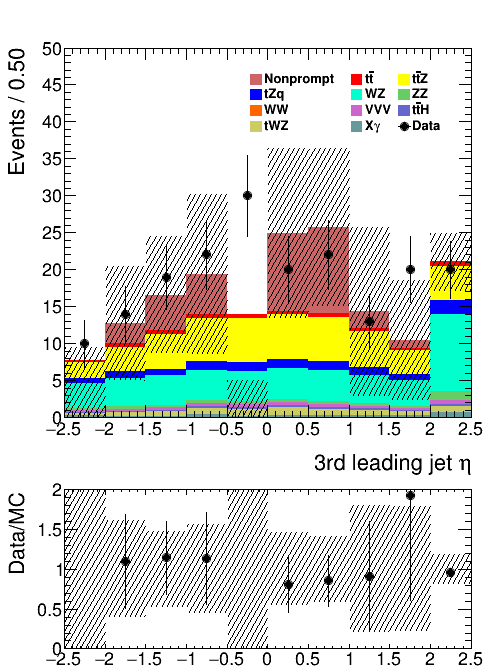 Events / 0.50
50
45
40
35
30
25
20
15
10
5
0
Nonprompt tt̄ tt̄Z
tZq WZ ZZ
WW VVV tt̄H
tWZ Xγ Data
−2.5 −2 −1.5 −1 −0.5 0 0.5 1 1.5 2 2.5
3rd leading jet η
Data/MC
2
1.5
1
0.5
0
−2.5 −2 −1.5 −1 −0.5 0 0.5 1 1.5 2 2.5